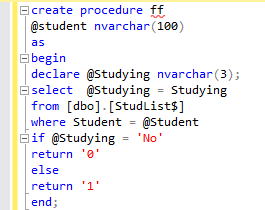 create procedure ff
@student nvarchar(100)
as
begin
declare @Studying nvarchar(3);
select  @Studying = Studying
from [dbo].[StudList$]
where Student = @Student
if @Studying = 'No'
return '0'
else
return '1'
end;